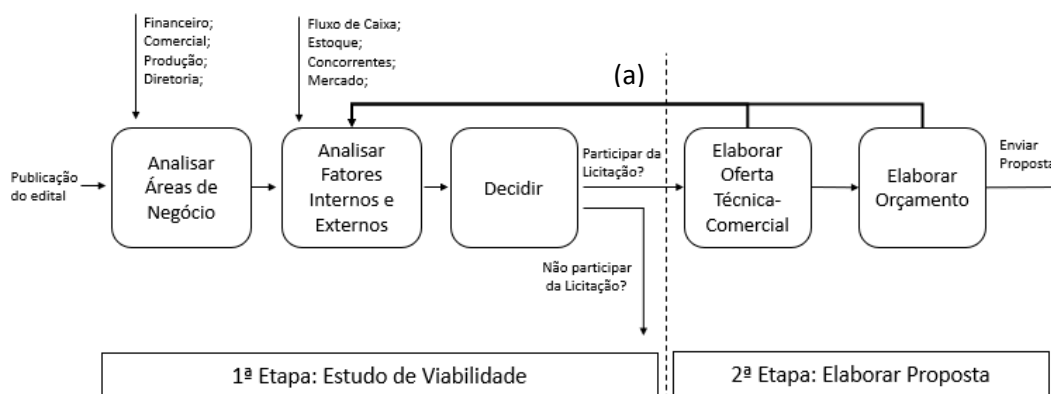 Financeiro;
Comercial;
Produção;
Diretoria;
Fluxo de Caixa;
Estoque;
Concorrentes;
Mercado;
(a)
Publicação
do edital
Analisar
Áreas de
Negócio
Analisar
Fatores
Internos e
Externos
Decidir
Participar da
Licitação?
Não participar
da Licitação?
Elaborar
Oferta
Técnica-
Comercial
Elaborar
Orçamento
Enviar
Proposta
1ª Etapa: Estudo de Viabilidade
2ª Etapa: Elaborar Proposta